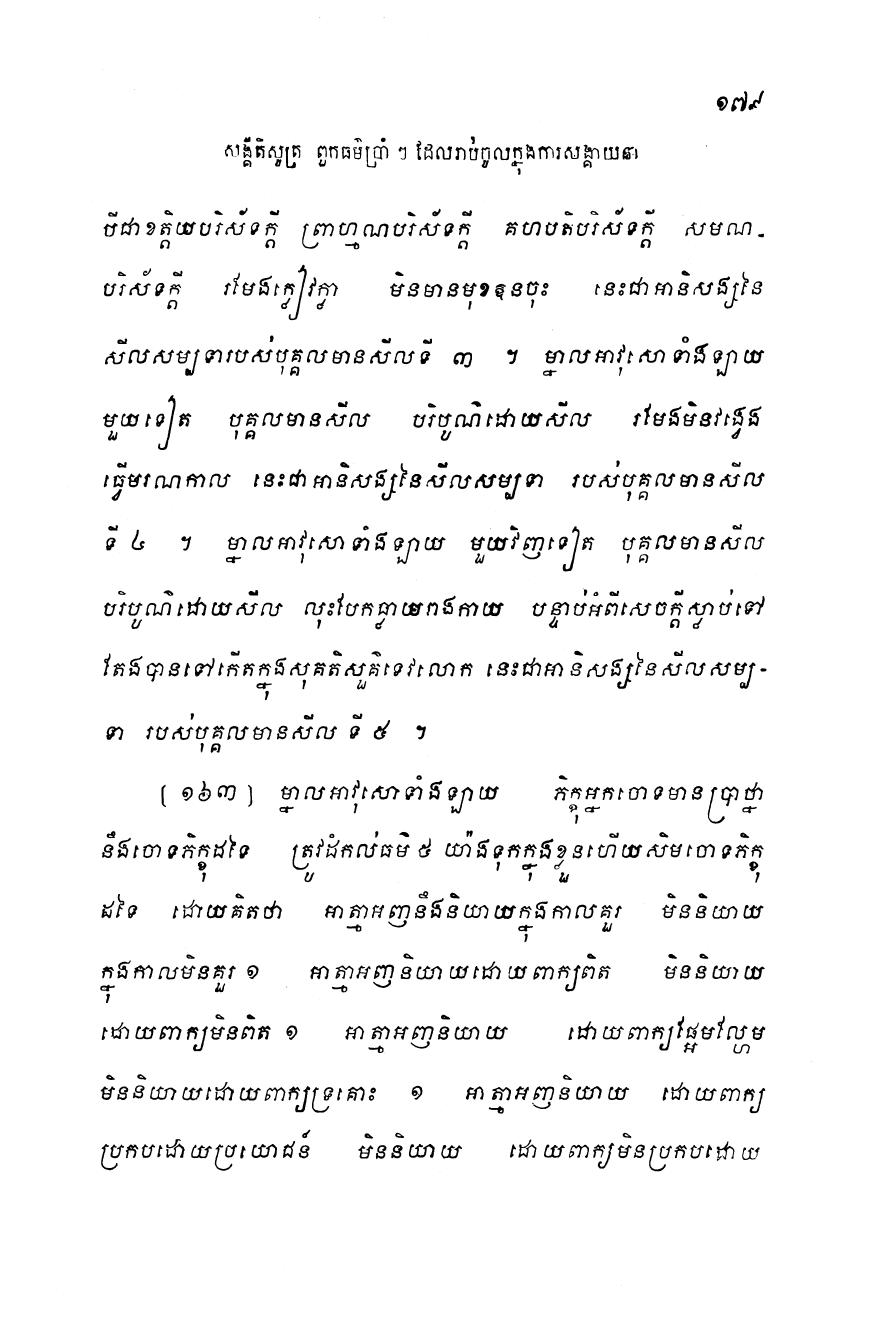 ១៧៩
សង្គីតិសូត្រ ពួកធម៌ប្រាំ ៗ ដែលរាប់ចូលក្នុងការសង្គាយនា
ទីជាខត្តិយបរិស័ទក្តី ព្រាហ្មណបរិស័ទក្តី គហបតិបរិស័ទក្តី សមណ-
បរិស័ទក្តី រមែងក្លៀវក្លា មិនមានមុខឱនចុះ នេះជាអានិសង្សនៃ
សីលសម្បទារបស់បុគ្គលមានសីលទី ៣ ។ ម្នាលអាវុសោទាំងឡាយ
មួយទៀត បុគ្គលមានសីល បរិបូណ៌ដោយសីល រមែងមិនវង្វេង
ធ្វើមរណកាល នេះជាអានិសង្សនៃសីលសម្បទា របស់បុគ្គលមានសីល
ទី ៤ ។ ម្នាលអាវុសោទាំងឡាយ មួយវិញទៀត បុគ្គលមានសីល
បរិបូណ៌ដោយសីល លុះបែកធ្លាយរាងកាយ បន្ទាប់អំពីសេចក្តីស្លាប់ទៅ
តែងបានទៅកើតក្នុងសុគតិសួគ៌ទេវលោក នេះជាអានិសង្សនៃសីលសម្ប-
ទា របស់បុគ្គលមានសីល ទី ៥ ។
[ ១៦៣ ] ម្នាលអាវុសោទាំងឡាយ ភិក្ខុអ្នកចោទមានប្រាថ្នា
នឹងចោទភិក្ខុដទៃ ត្រូវដំកល់ធម៌ ៥ យ៉ាងទុកក្នុងខ្លួនហើយសិមចោទភិក្ខុ
ដទៃ ដោយគិតថា អាត្មាអញនឹងនិយាយក្នុងកាលគួរ មិននិយាយ
ក្នុងកាលមិនគួរ ១ អាត្មាអញនិយាយដោយពាក្យពិត មិននិយាយ
ដោយពាក្យមិនពិត ១ អាត្មាអញនិយាយ ដោយពាក្យផ្អែមល្ហែម
មិននិយាយដោយពាក្យទ្រគោះ ១ អាត្មាអញនិយាយ ដោយពាក្យ
ប្រកបដោយប្រយោជន៍ មិននិយាយ ដោយពាក្យមិនប្រកបដោយ